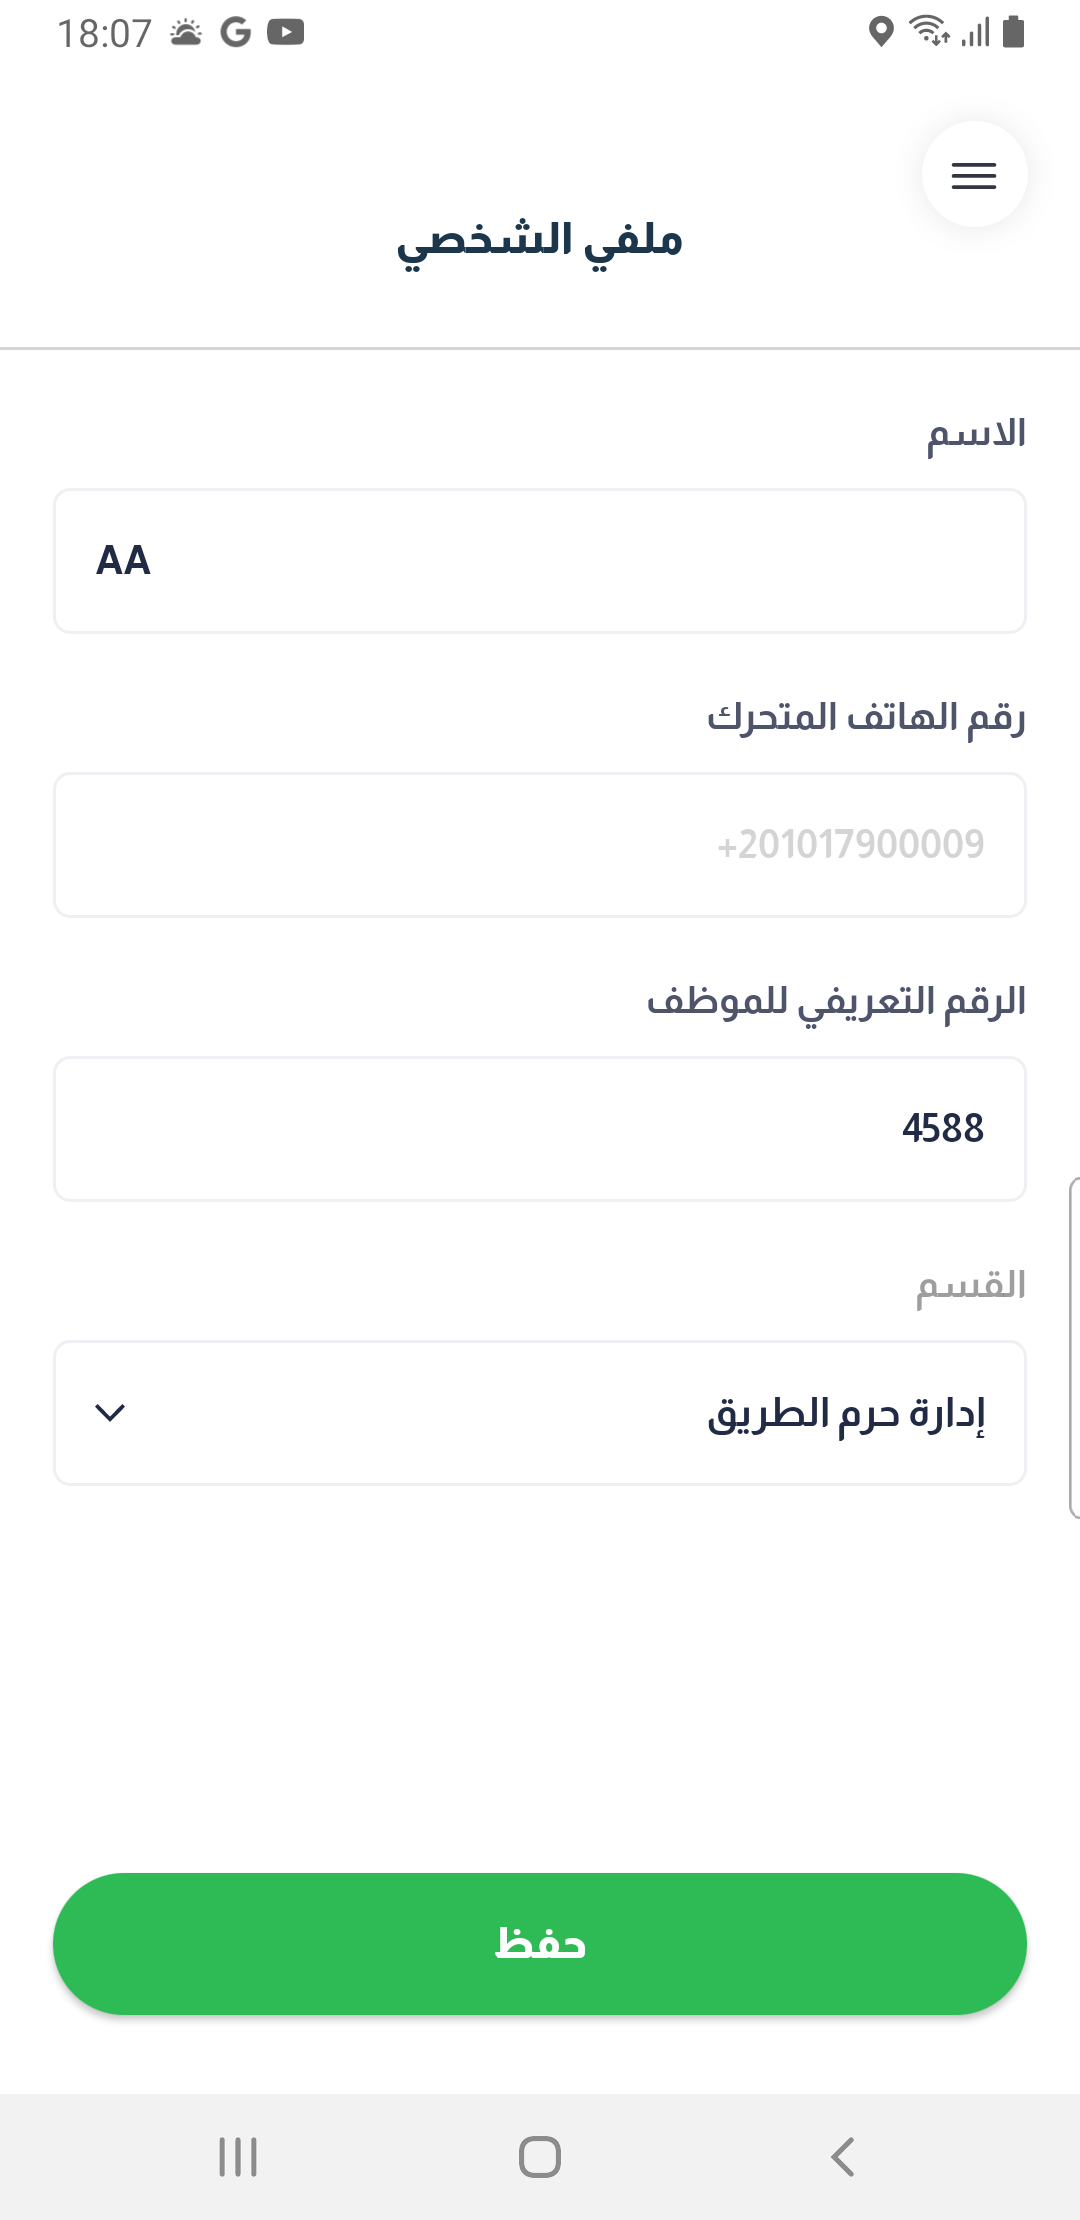 18:07
ملفي الشخصي
الاسم
AA
رقم الهاتف المتحرك
+201017900009
الرقم التعريفي للموظف
4588
القسم
إدارة حرم الطريق
حفظ